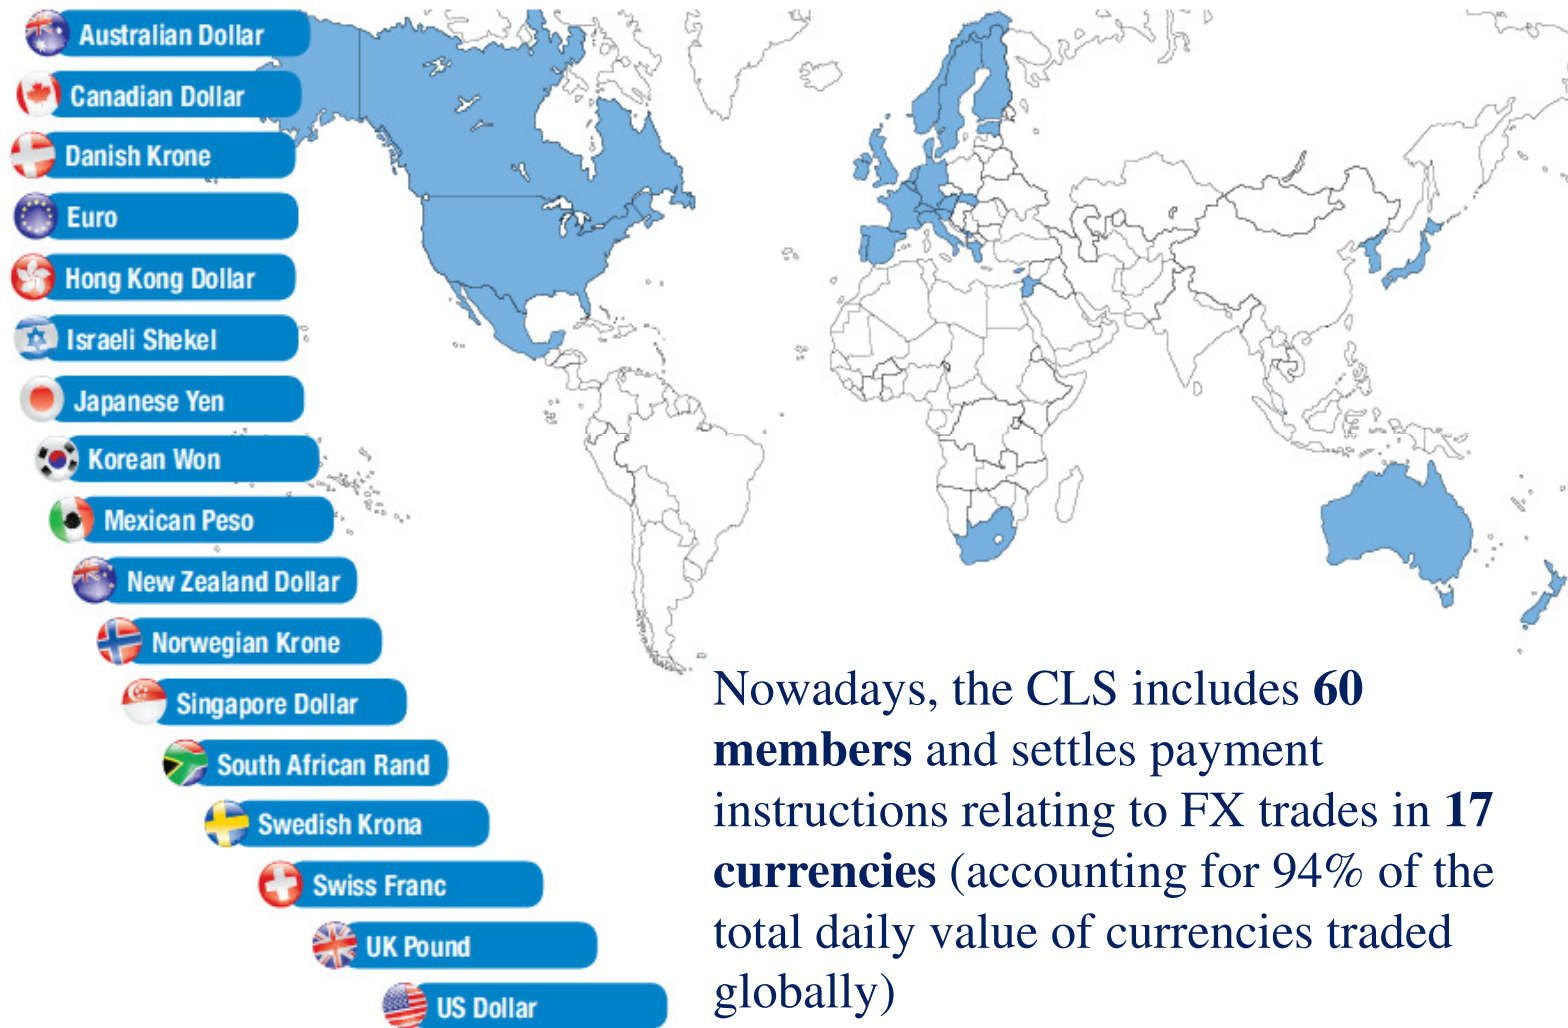 Australian Dollar
Canadian Dollar
Danish Krone
Euro
Hong Kong Dollar
Israeli Shekel
Japanese Yen
Korean Won
Mexican Peso
New Zealand Dollar
Norwegian Krone
Singapore Dollar
South African Rand
Swedish Krona
Swiss Franc
UK Pound
US Dollar
Nowadays, the CLS includes 60
members and settles payment
instructions relating to FX trades in 17
currencies (accounting for 94% of the
total daily value of currencies traded
globally)